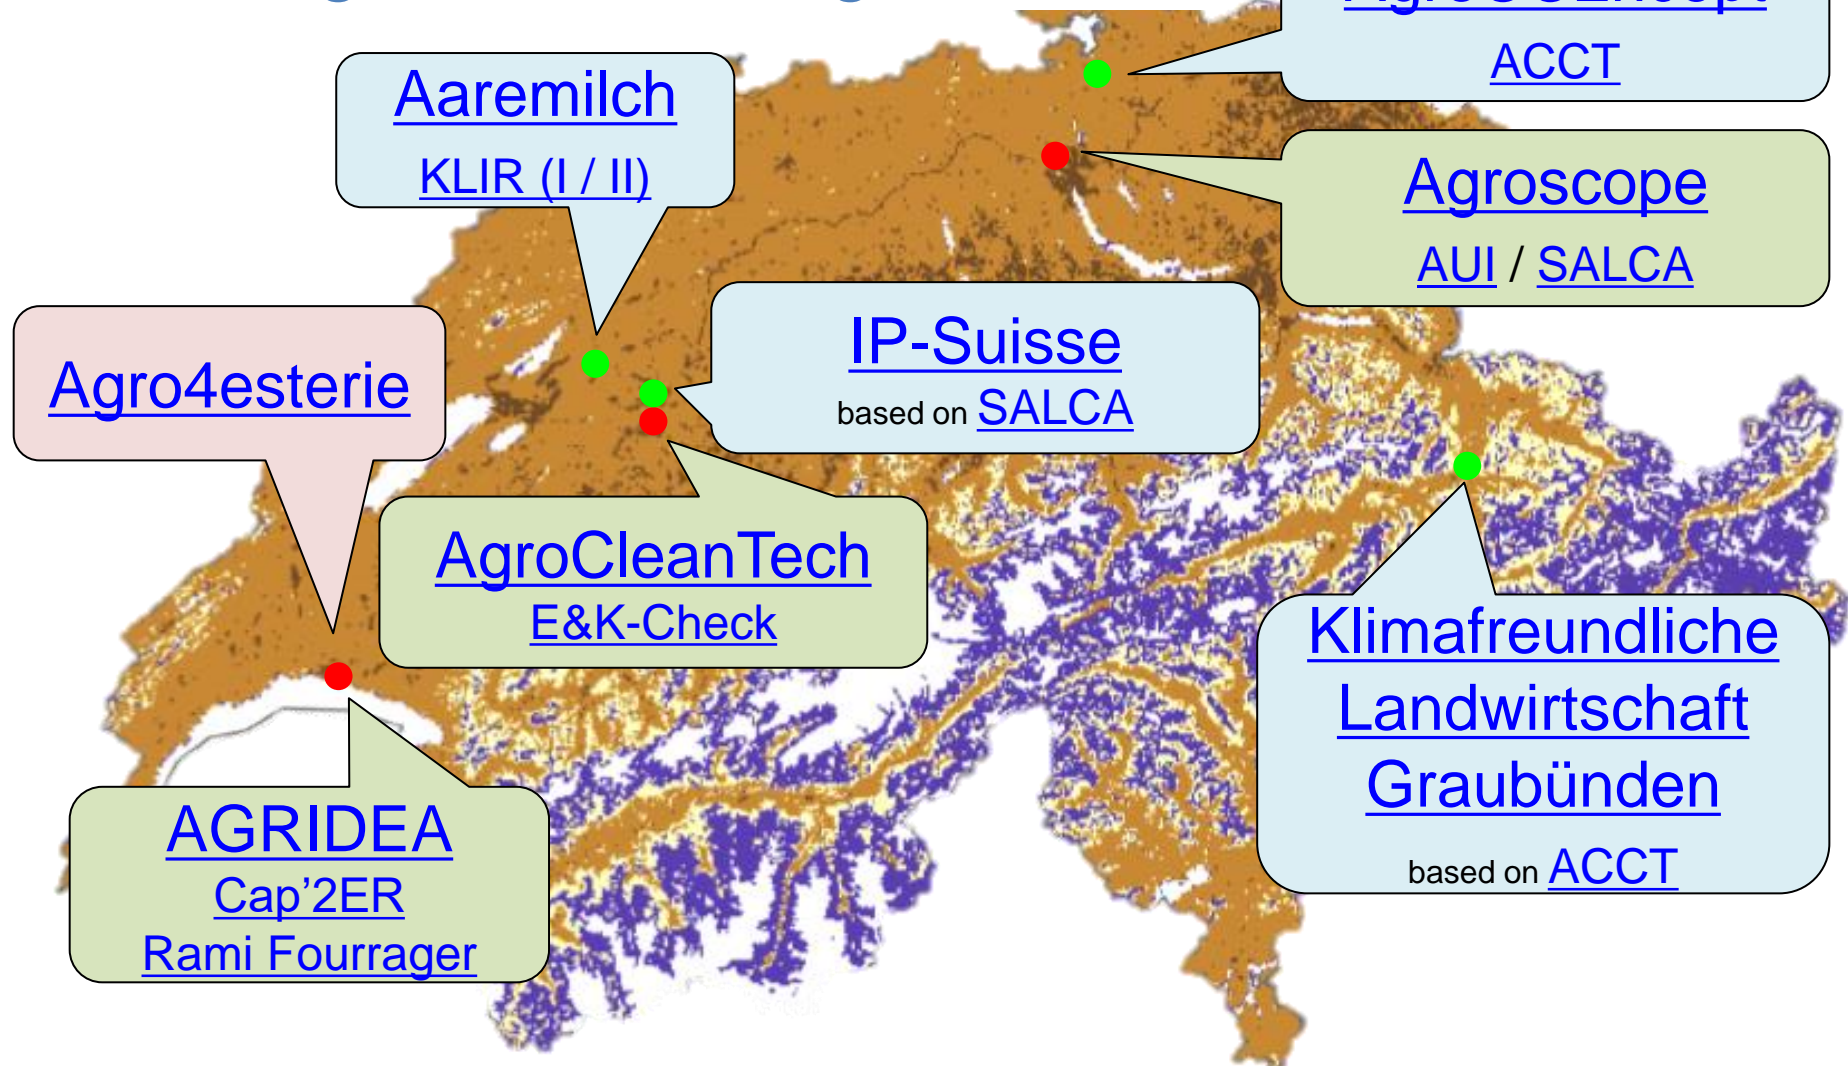 ACCT
Aaremilch
KLIR (I / II)
Agroscope
AUI / SALCA
IP-Suisse
based on SALCA
Agro4esterie
AgroCleanTech
E&K-Check
Klimafreundliche
Landwirtschaft
Graubünden
based on ACCT
AGRIDEA
Cap’2ER
Rami Fourrager